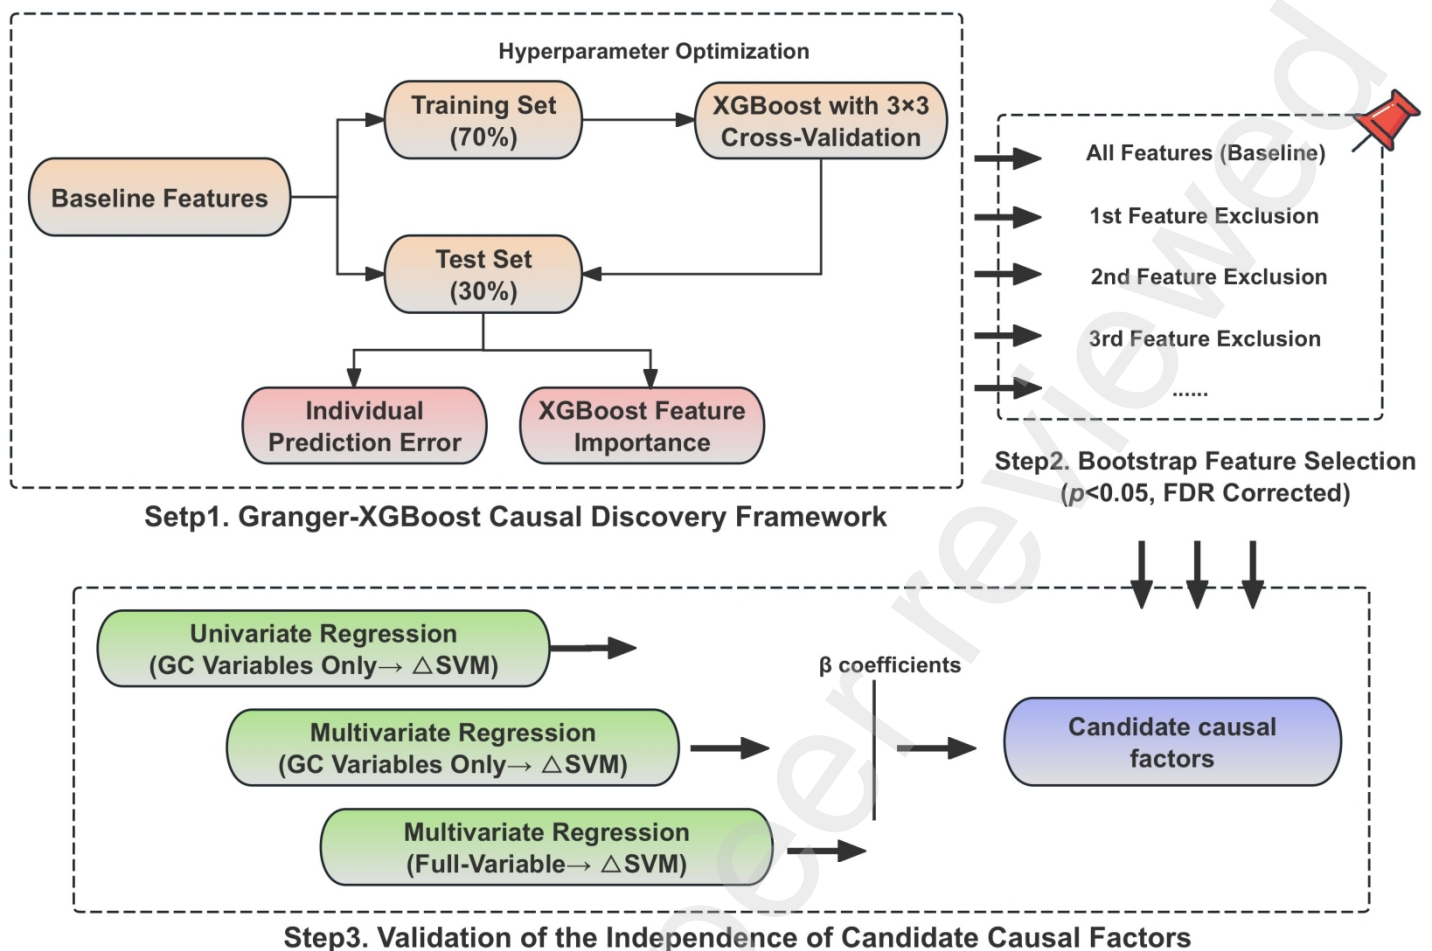 Hyperparameter Optimization
Training Set
(70%)
XGBoost with 3×3
Cross-Validation
Baseline Features
Test Set
(30%)
Individual
Prediction Error
XGBoost Feature
Importance
Setp1. Granger-XGBoost Causal Discovery Framework
All Features (Baseline)
1st Feature Exclusion
2nd Feature Exclusion
3rd Feature Exclusion
......
Step2. Bootstrap Feature Selection
(p<0.05, FDR Corrected)
Univariate Regression
(GC Variables Only→ △SVM)
Multivariate Regression
(GC Variables Only→ △SVM)
Multivariate Regression
(Full-Variable→ △SVM)
β coefficients
Candidate causal
factors
Step3. Validation of the Independence of Candidate Causal Factors
peer reviewed